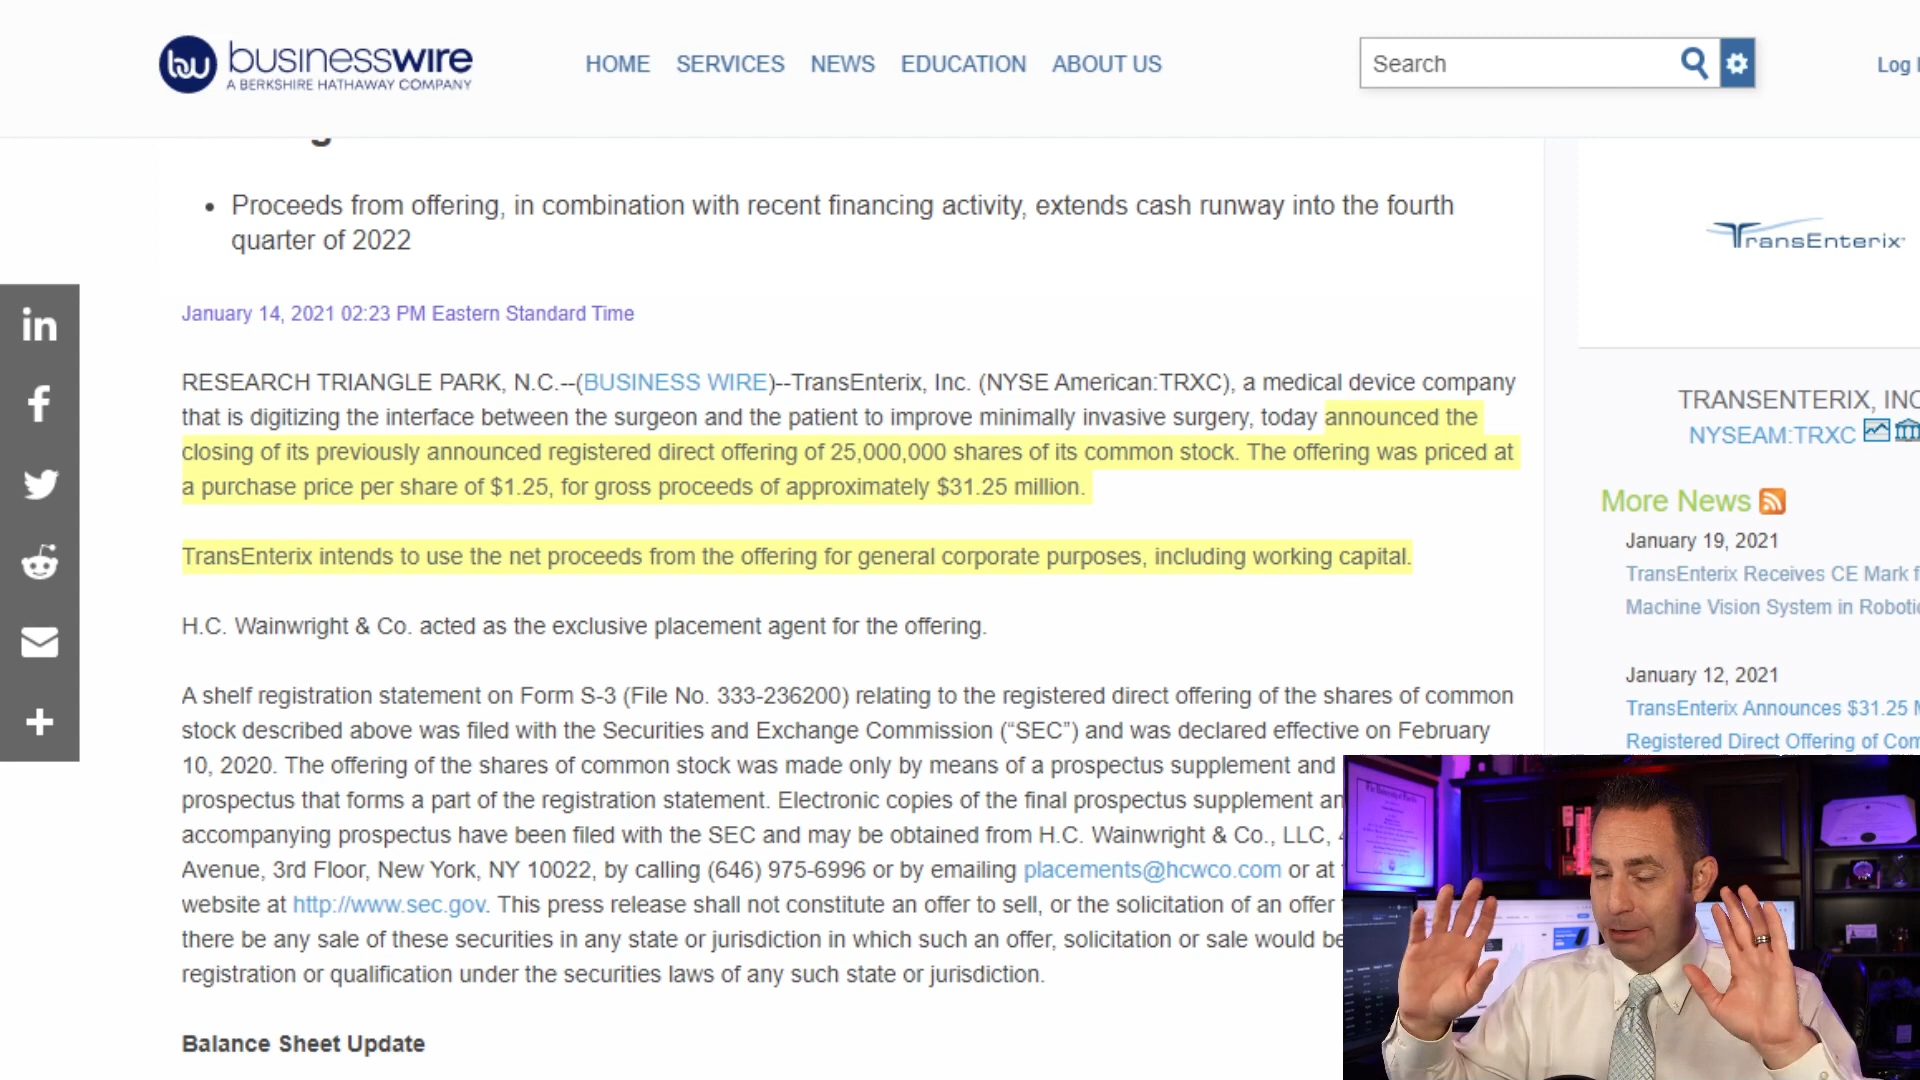 businesswire
A BERKSHIRE HATHAWAY COMPANY
HOME SERVICES NEWS EDUCATION ABOUT US
Search
Log
Proceeds from offering, in combination with recent financing activity, extends cash runway into the fourth
quarter of 2022
TransEnterix
January 14, 2021 02:23 PM Eastern Standard Time
RESEARCH TRIANGLE PARK, N.C.--(BUSINESS WIRE)--TransEnterix, Inc. (NYSE American:TRXC), a medical device company
that is digitizing the interface between the surgeon and the patient to improve minimally invasive surgery, today announced the
closing of its previously announced registered direct offering of 25,000,000 shares of its common stock. The offering was priced at
a purchase price per share of $1.25, for gross proceeds of approximately $31.25 million.
TransEnterix intends to use the net proceeds from the offering for general corporate purposes, including working capital.
H.C. Wainwright & Co. acted as the exclusive placement agent for the offering.
A shelf registration statement on Form S-3 (File No. 333-236200) relating to the registered direct offering of the shares of common
stock described above was filed with the Securities and Exchange Commission (“SEC”) and was declared effective on February
10, 2020. The offering of the shares of common stock was made only by means of a prospectus supplement and
prospectus that forms a part of the registration statement. Electronic copies of the final prospectus supplement an
accompanying prospectus have been filed with the SEC and may be obtained from H.C. Wainwright & Co., LLC,
Avenue, 3rd Floor, New York, NY 10022, by calling (646) 975-6996 or by emailing placements@hcwco.com or at
website at http://www.sec.gov. This press release shall not constitute an offer to sell, or the solicitation of an offer
there be any sale of these securities in any state or jurisdiction in which such an offer, solicitation or sale would be
registration or qualification under the securities laws of any such state or jurisdiction.
Balance Sheet Update
TRANSENTERIX, INC
NYSEAM:TRXC
More News
January 19, 2021
TransEnterix Receives CE Mark f
Machine Vision System in Roboti
January 12, 2021
TransEnterix Announces $31.25 M
Registered Direct Offering of Com